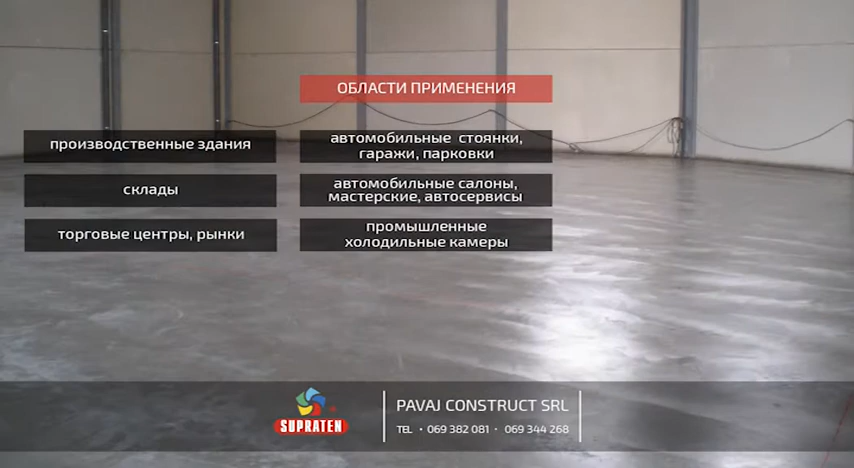 ОБЛАСТИ ПРИМЕНЕНИЯ
производственные здания
склады
торговые центры, рынки
автомобильные стоянки,
гаражи, парковки
автомобильные салоны,
мастерские, автосервисы
промышленные
холодильные камеры
SUPRATEN
PAVAJ CONSTRUCT SRL
TEL • 069 382 081 • 069 344 268